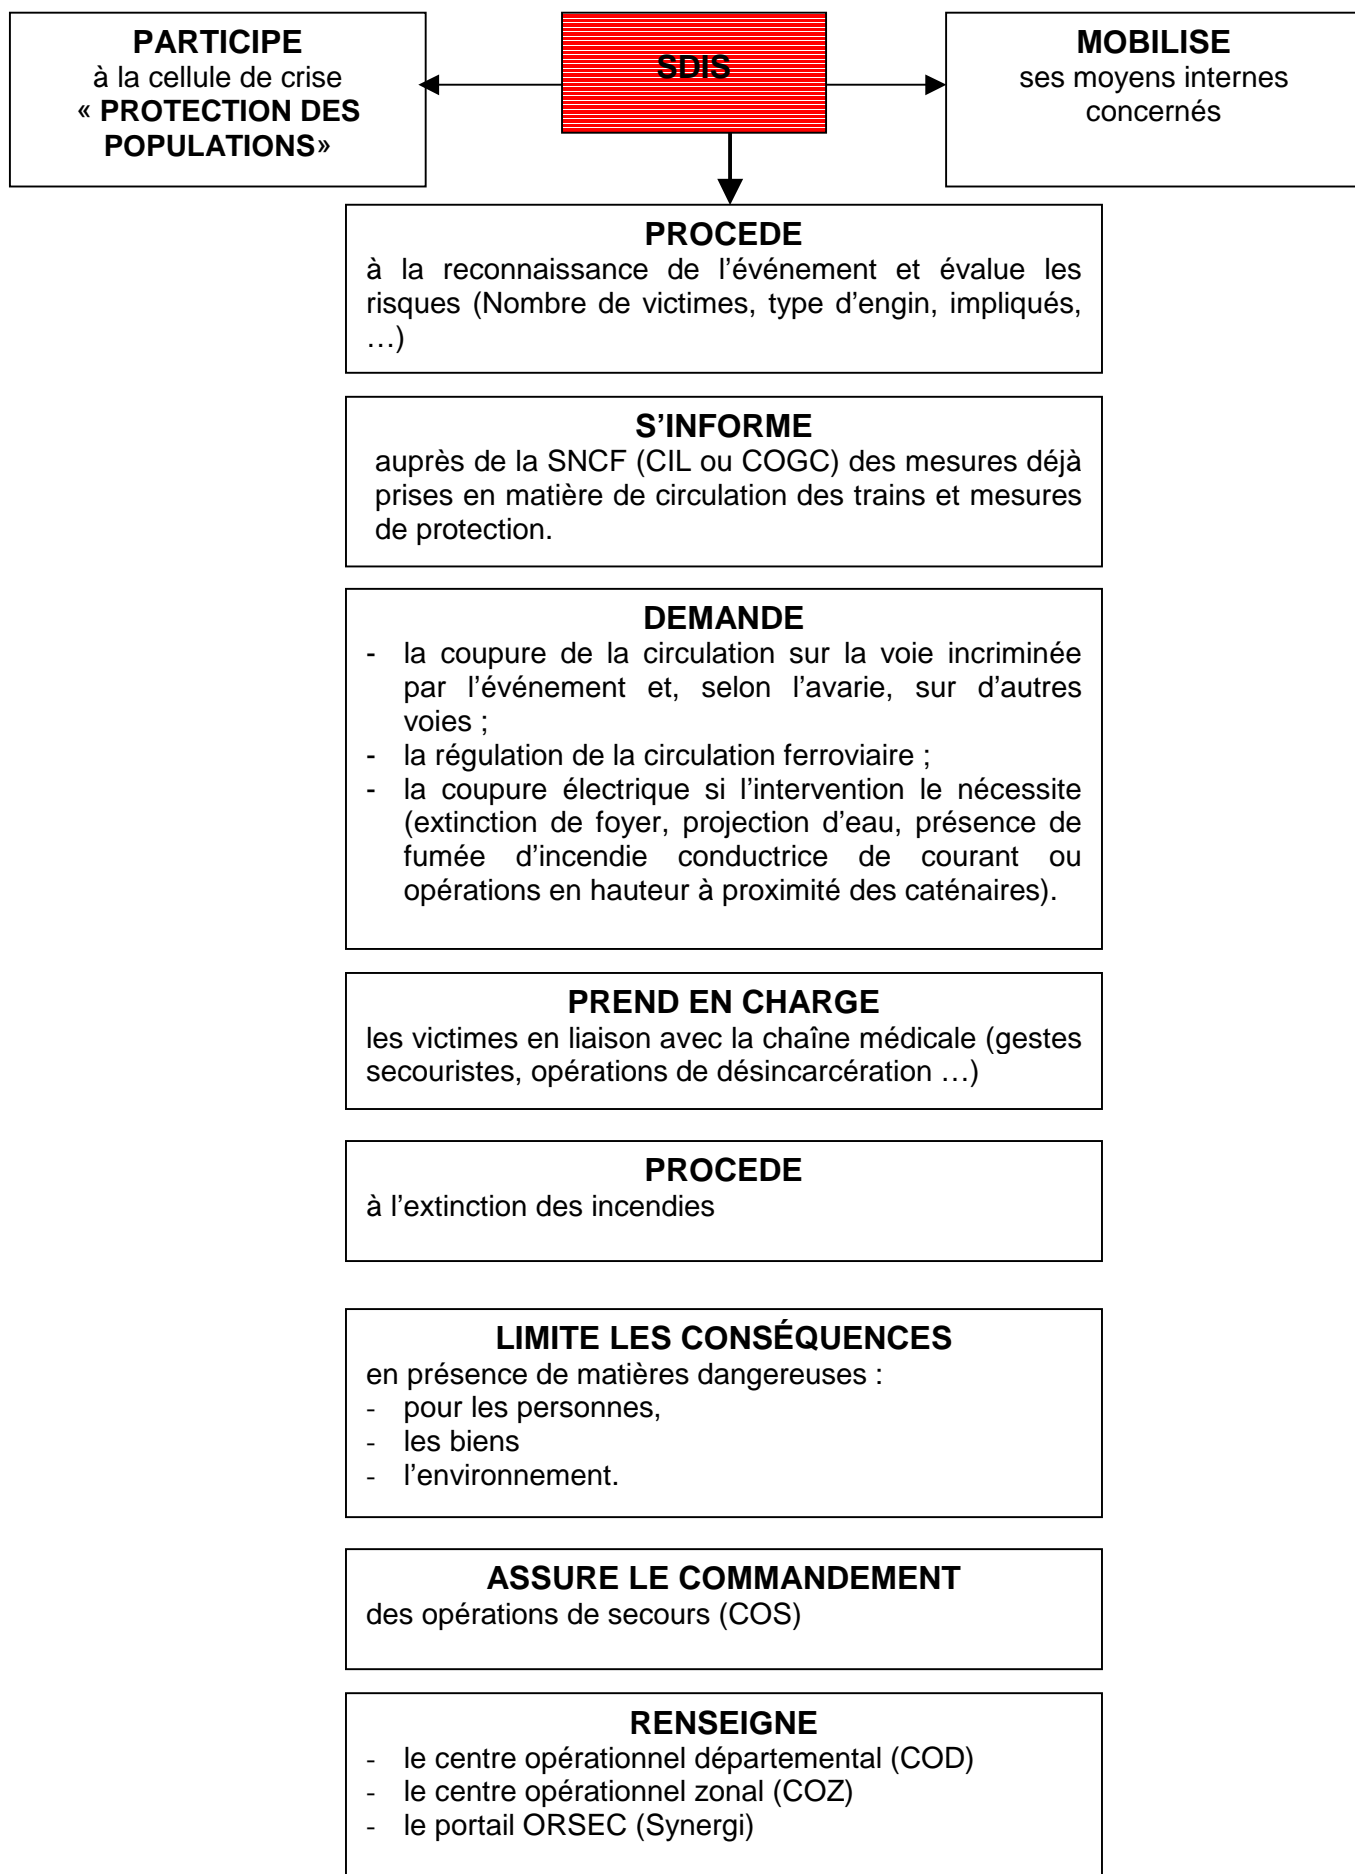 PARTICIPE
à la cellule de crise
« PROTECTION DES
POPULATIONS»
SDIS
MOBILISE
ses moyens internes
concernés
PROCEDE
à la reconnaissance de l’événement et évalue les
risques (Nombre de victimes, type d’engin, impliqués,
…)
S’INFORME
auprès de la SNCF (CIL ou COGC) des mesures déjà
prises en matière de circulation des trains et mesures
de protection.
DEMANDE
- la coupure de la circulation sur la voie incriminée
par l’événement et, selon l’avarie, sur d’autres
voies ;
- la régulation de la circulation ferroviaire ;
- la coupure électrique si l’intervention le nécessite
(extinction de foyer, projection d’eau, présence de
fumée d’incendie conductrice de courant ou
opérations en hauteur à proximité des caténaires).
PREND EN CHARGE
les victimes en liaison avec la chaîne médicale (gestes
secouristes, opérations de désincarcération …)
PROCEDE
à l’extinction des incendies
LIMITE LES CONSÉQUENCES
en présence de matières dangereuses :
- pour les personnes,
- les biens
- l’environnement.
ASSURE LE COMMANDEMENT
des opérations de secours (COS)
RENSEIGNE
- le centre opérationnel départemental (COD)
- le centre opérationnel zonal (COZ)
- le portail ORSEC (Synergi)